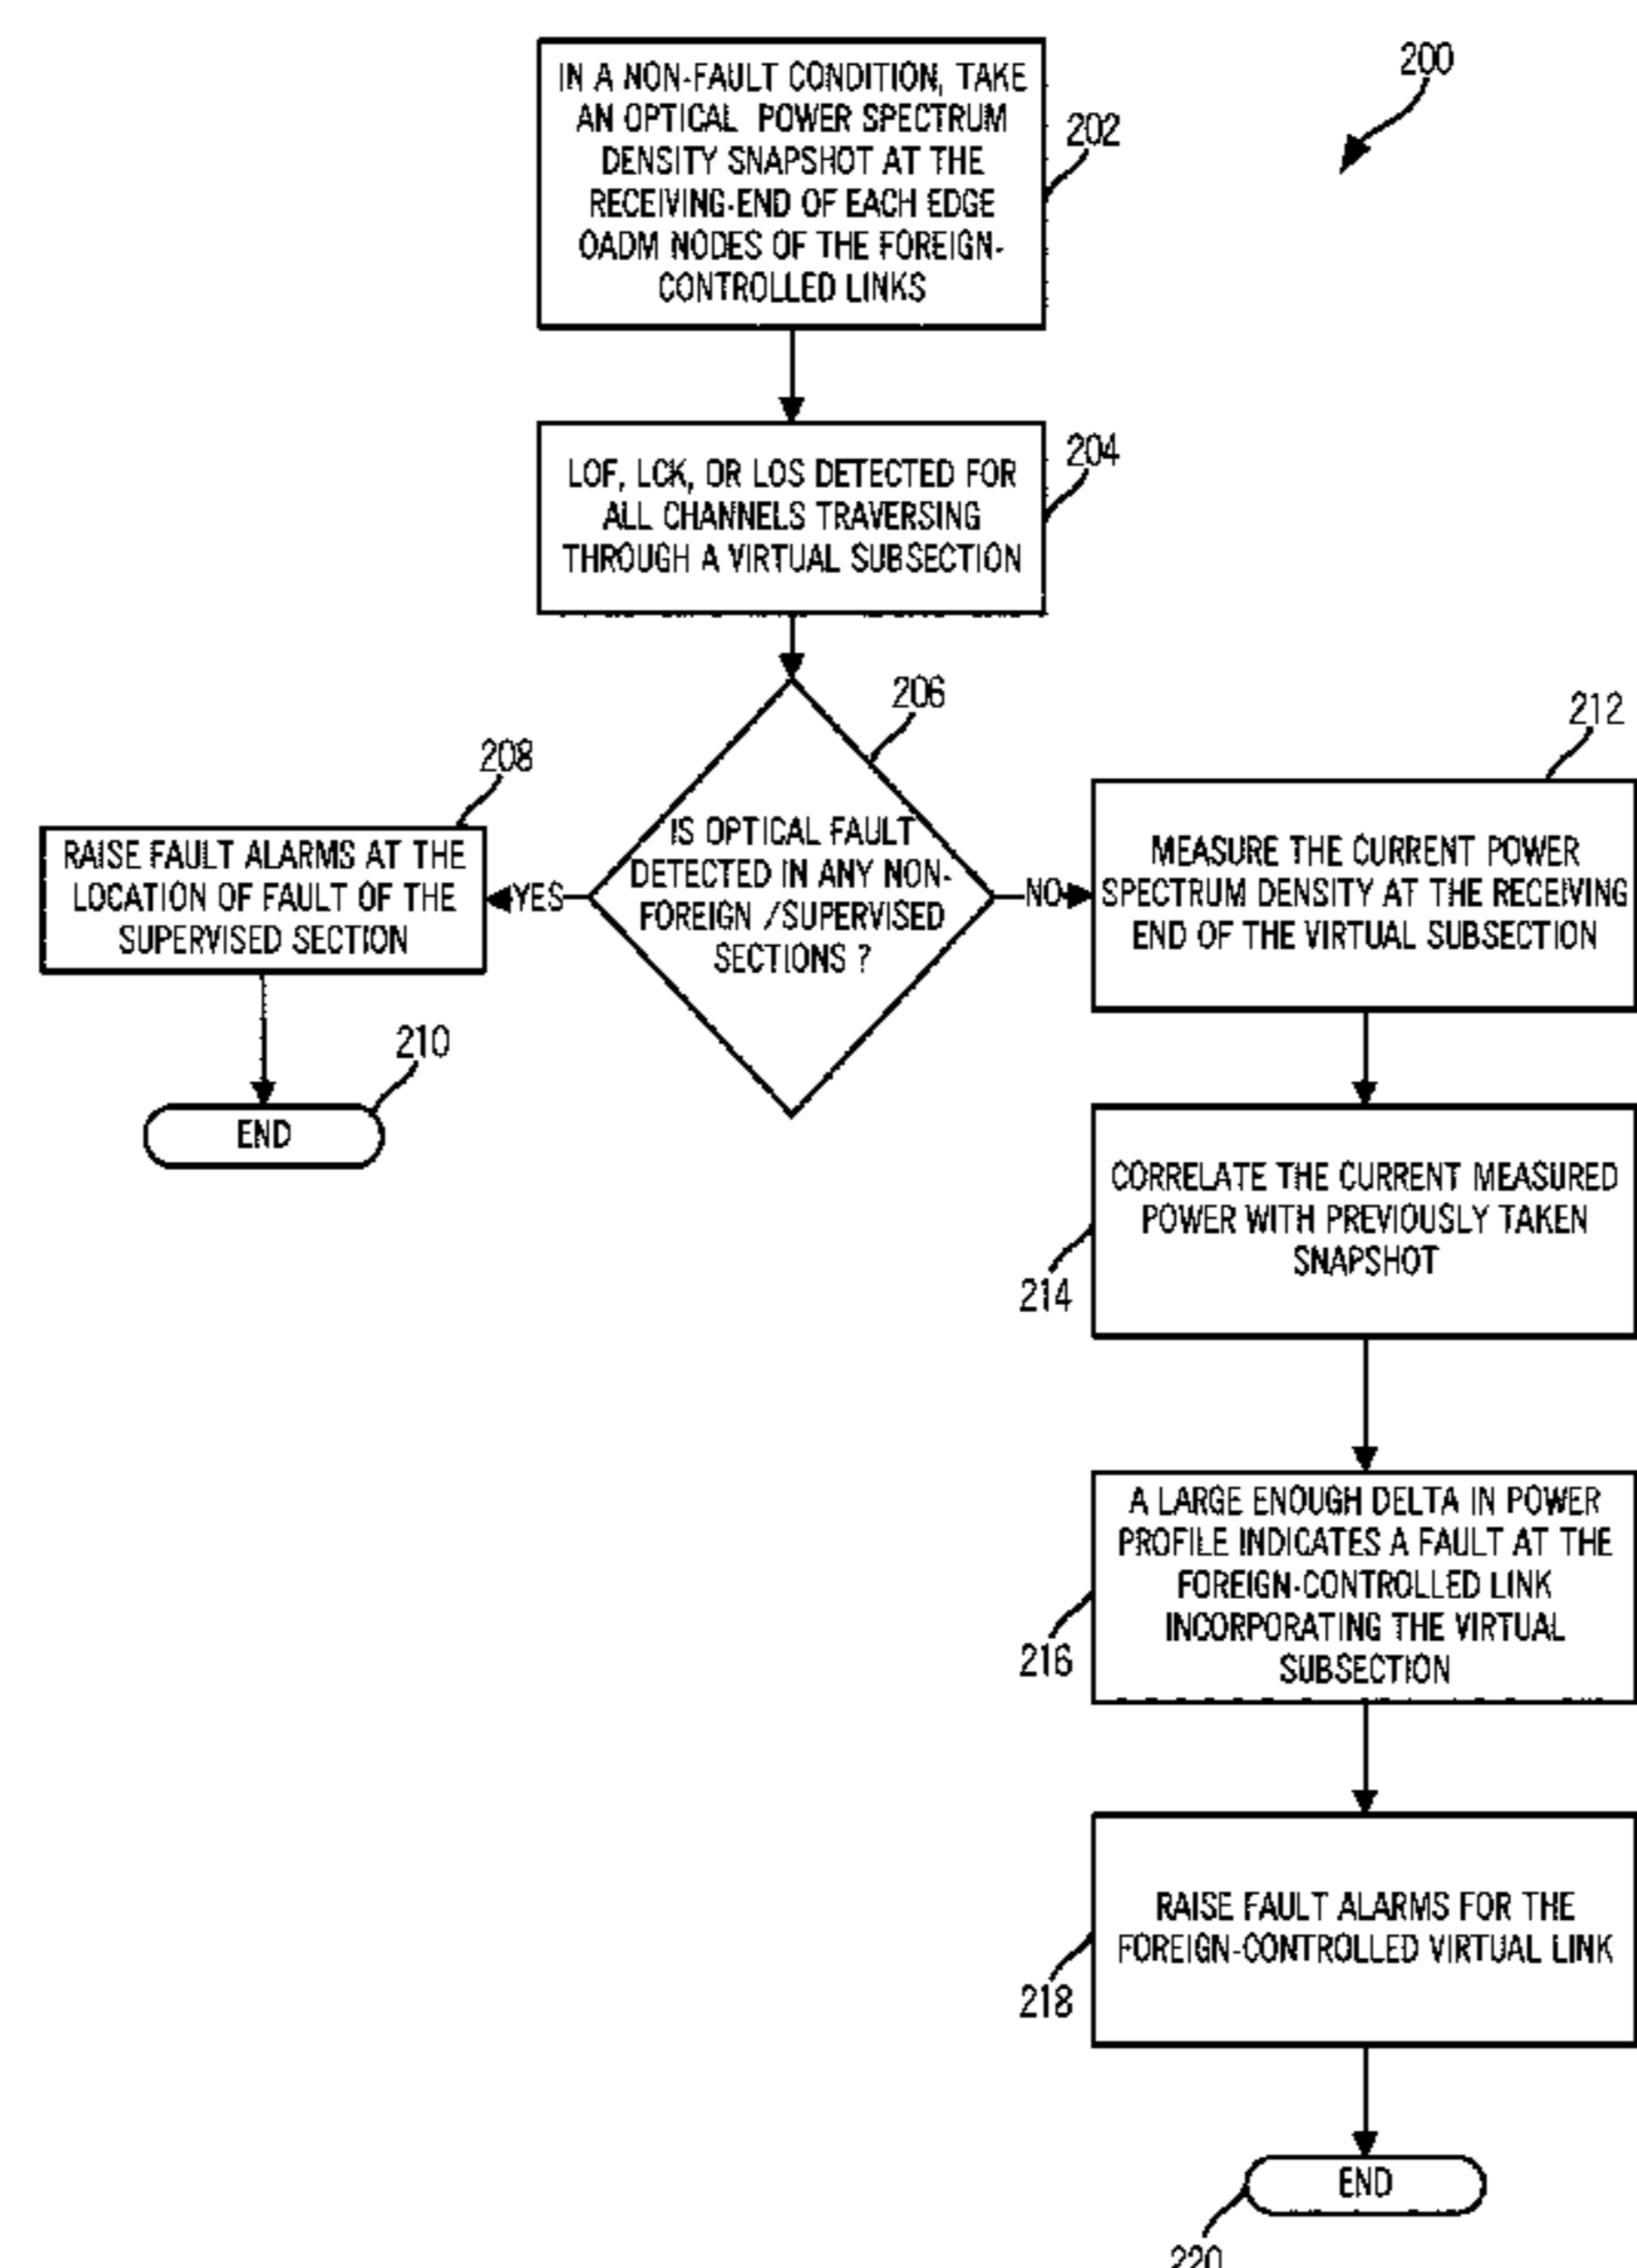 200
IN A NON-FAULT CONDITION, TAKE
AN OPTICAL POWER SPECTRUM
DENSITY SNAPSHOT AT THE
RECEIVING-END OF EACH EDGE
OADM NODES OF THE FOREIGN-
CONTROLLED LINKS
202
LOF, LCK, OR LOS DETECTED FOR
ALL CHANNELS TRAVERSING
THROUGH A VIRTUAL SUBSECTION
204
206
IS OPTICAL FAULT
DETECTED IN ANY NON-
FOREIGN /SUPERVISED
SECTIONS ?
YES
NO
208
RAISE FAULT ALARMS AT THE
LOCATION OF FAULT OF THE
SUPERVISED SECTION
210
END
212
MEASURE THE CURRENT POWER
SPECTRUM DENSITY AT THE RECEIVING
END OF THE VIRTUAL SUBSECTION
CORRELATE THE CURRENT MEASURED
POWER WITH PREVIOUSLY TAKEN
SNAPSHOT
214
A LARGE ENOUGH DELTA IN POWER
PROFILE INDICATES A FAULT AT THE
FOREIGN-CONTROLLED LINK
INCORPORATING THE VIRTUAL
SUBSECTION
216
RAISE FAULT ALARMS FOR THE
FOREIGN-CONTROLLED VIRTUAL LINK
218
END
220